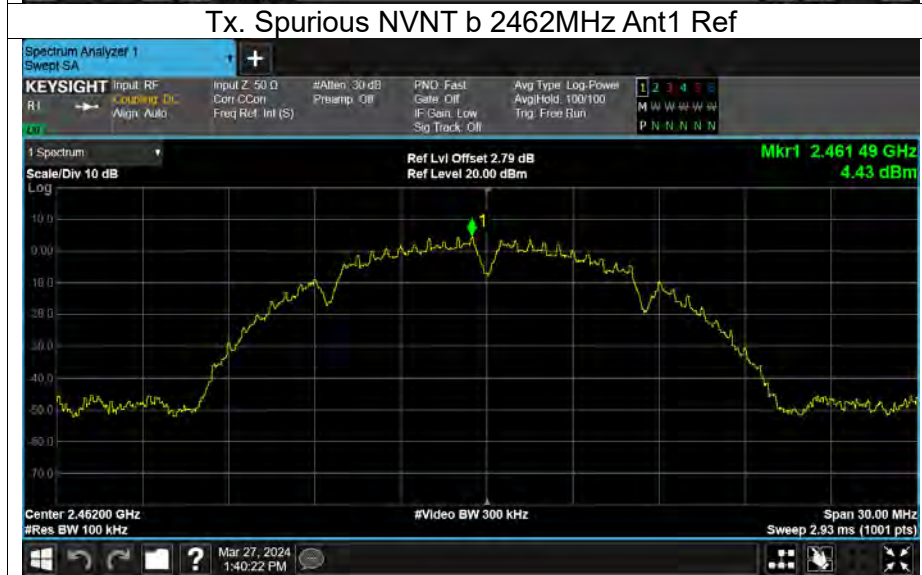 Tx. Spurious NVNT b 2462MHz Ant1 Ref
Spectrum Analyzer 1
Swept SA
+
KEYSIGHT Input: RF Input Z: 50 Ω #Atten: 30 dB PNO: Fast Avg Type: Log-Power 1 2 3 4 5 6
Coupling: DC Corr CCorr Preamp: Off Gate: Off Avg|Hold: 100/100 M W W W W W
Align: Auto Freq Ref: Int (S) IF Gain: Low Trig: Free Run
Sig Track: Off P N N N N N
1 Spectrum Ref Lvl Offset 2.79 dB Mkr1 2.461 49 GHz
Scale/Div 10 dB Ref Level 20.00 dBm 4.43 dBm
Log
10.0
1
0.00
-10.0
-20.0
-30.0
-40.0
-50.0
-60.0
-70.0
Center 2.46200 GHz #Video BW 300 kHz Span 30.00 MHz
#Res BW 100 kHz Sweep 2.93 ms (1001 pts)
? Mar 27, 2024
1:40:22 PM